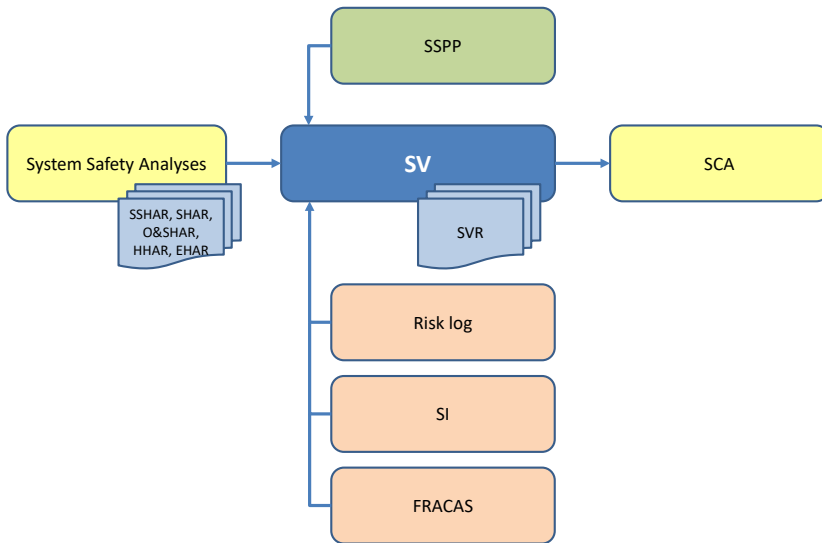 SSPP
System Safety Analyses
SV
SCA
SSHAR, SHAR,
O&SHAR,
HHAR, EHAR
SVR
Risk log
SI
FRACAS